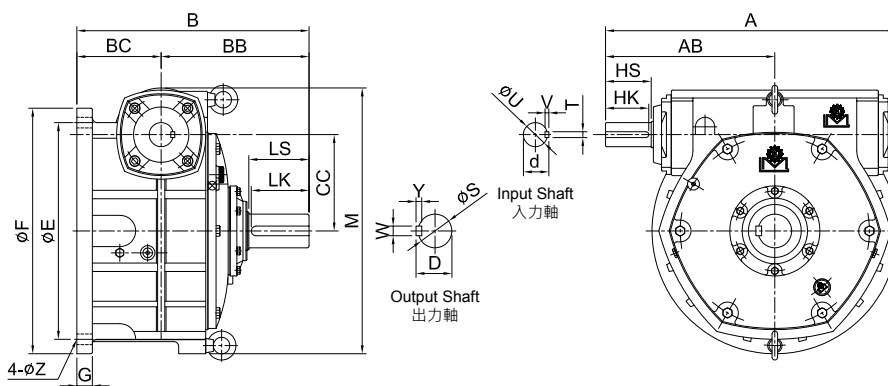 B
BC
BB
LS
LK
CC
M
øF
øE
4-øZ
G
Y
W
øS
D
Output Shaft
出力軸
øU
V
T
d
Input Shaft
入力軸
A
AB
HS
HK